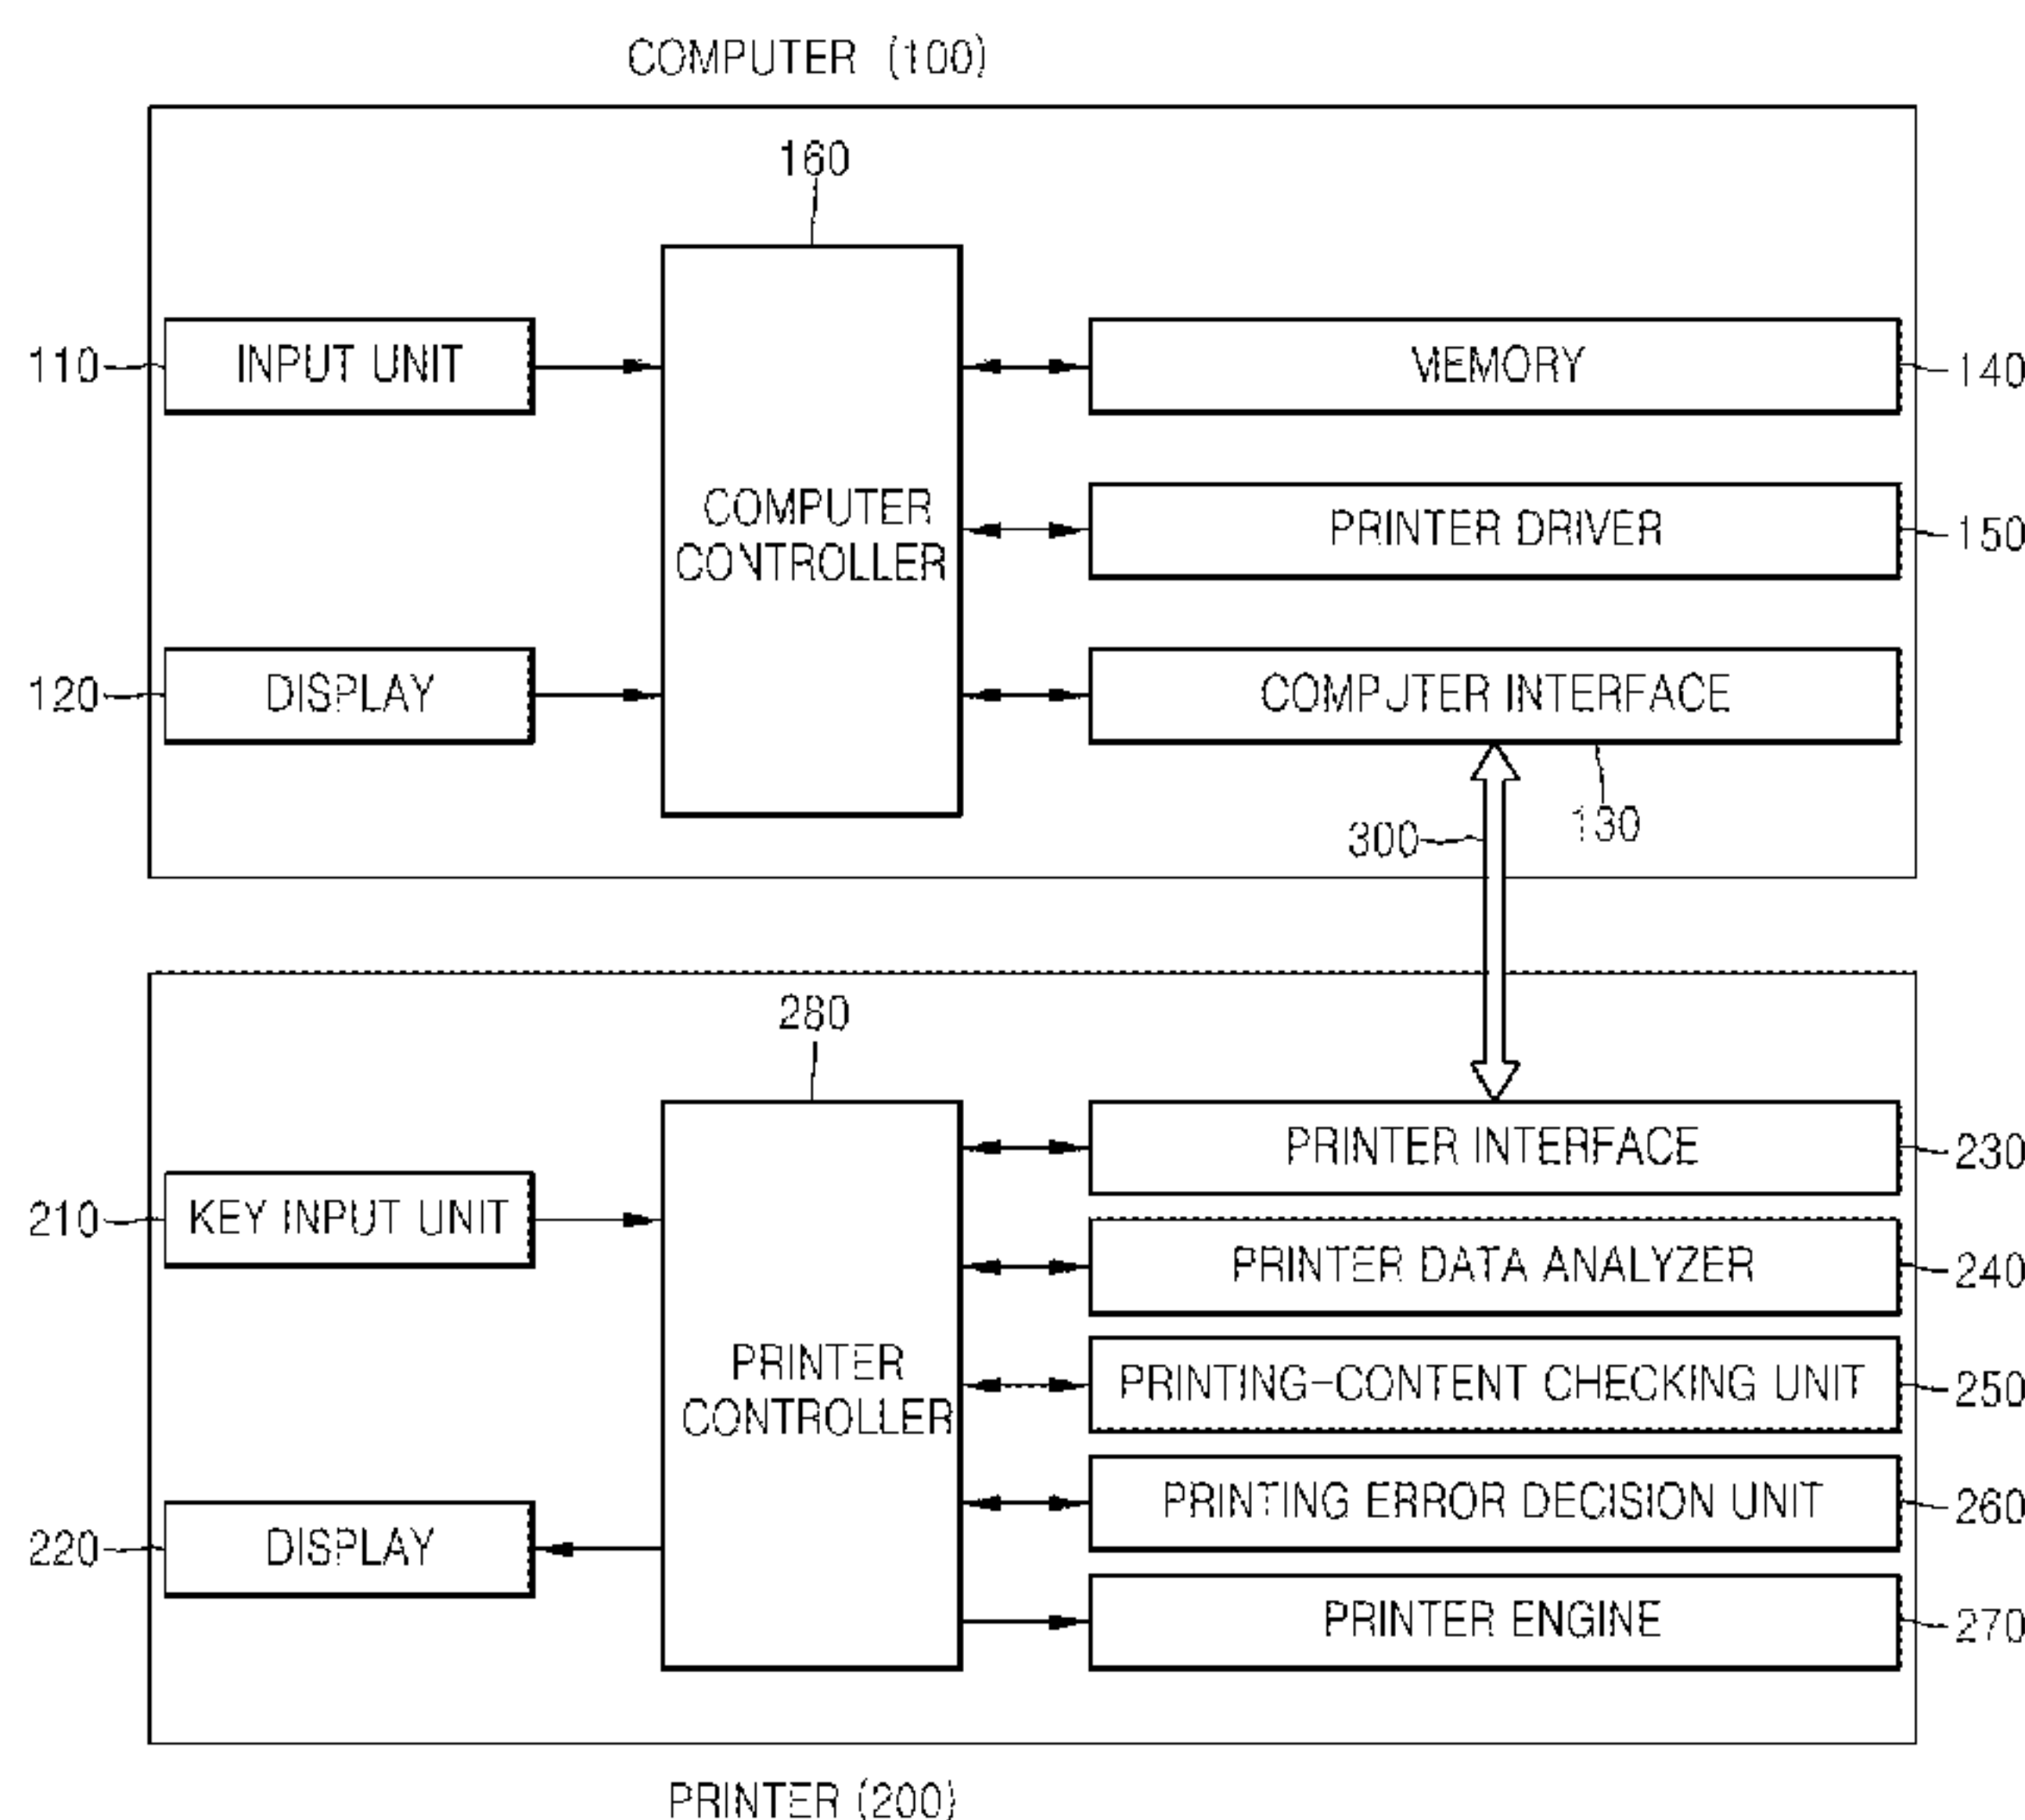 COMPUTER (100)
160
110
INPUT UNIT
MEMORY
140
COMPUTER
CONTROLLER
PRINTER DRIVER
150
120
DISPLAY
COMPUTER INTERFACE
300
130
280
PRINTER INTERFACE
230
210
KEY INPUT UNIT
PRINTER DATA ANALYZER
240
PRINTER
CONTROLLER
PRINTING-CONTENT CHECKING UNIT
250
PRINTING ERROR DECISION UNIT
260
220
DISPLAY
PRINTER ENGINE
270
PRINTER (200)